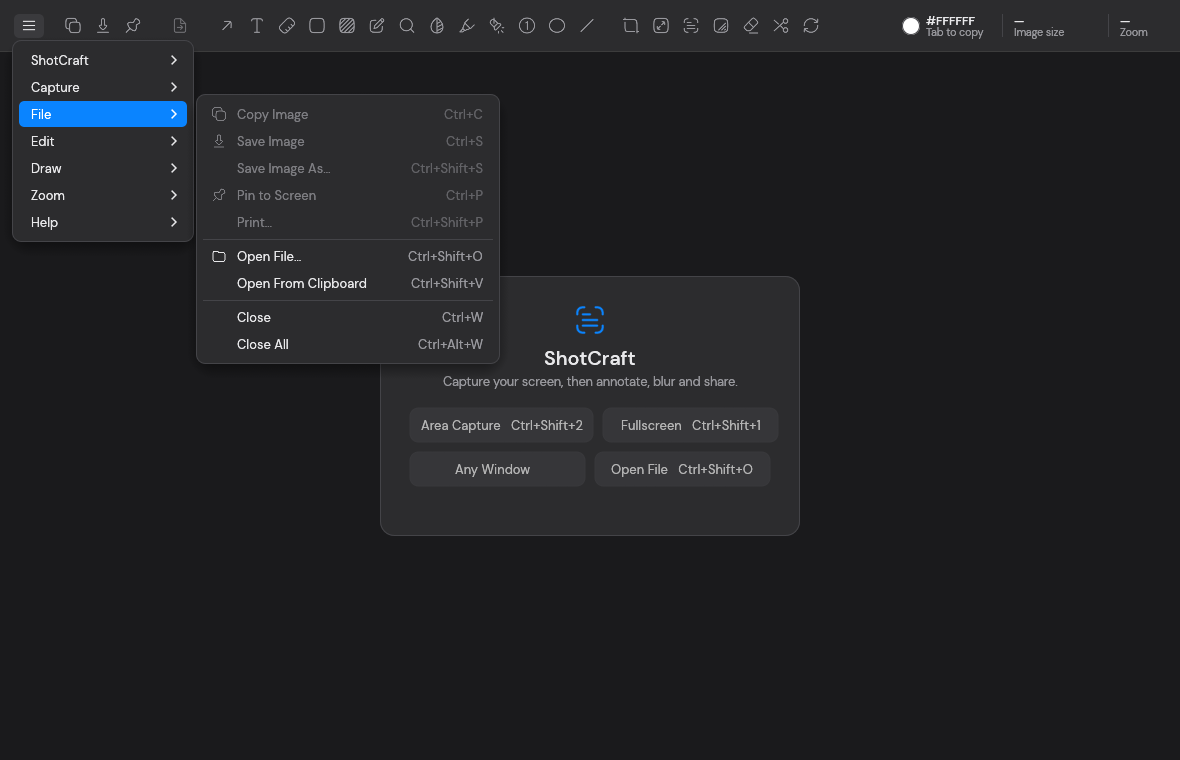 #FFFFFF
Tab to copy
—
Image size
—
Zoom
ShotCraft
Capture
File
Edit
Draw
Zoom
Help
Copy Image Ctrl+C
Save Image Ctrl+S
Save Image As... Ctrl+Shift+S
Pin to Screen Ctrl+P
Print... Ctrl+Shift+P
Open File... Ctrl+Shift+O
Open From Clipboard Ctrl+Shift+V
Close Ctrl+W
Close All Ctrl+Alt+W
ShotCraft
Capture your screen, then annotate, blur and share.
Area Capture Ctrl+Shift+2 Fullscreen Ctrl+Shift+1
Any Window Open File Ctrl+Shift+O